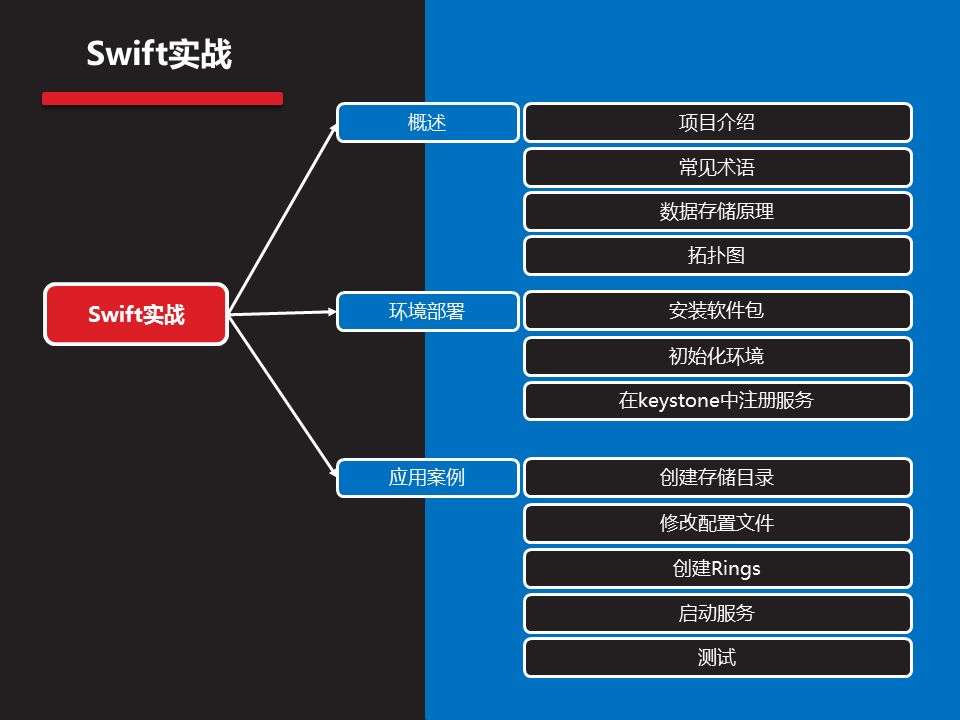 Swift实战
Swift实战
概述
项目介绍
常见术语
数据存储原理
拓扑图
环境部署
安装软件包
初始化环境
在keystone中注册服务
应用案例
创建存储目录
修改配置文件
创建Rings
启动服务
测试